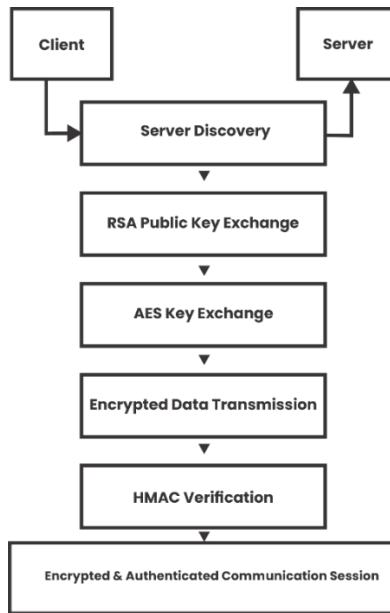 Client
Server
Server Discovery
RSA Public Key Exchange
AES Key Exchange
Encrypted Data Transmission
HMAC Verification
Encrypted & Authenticated Communication Session